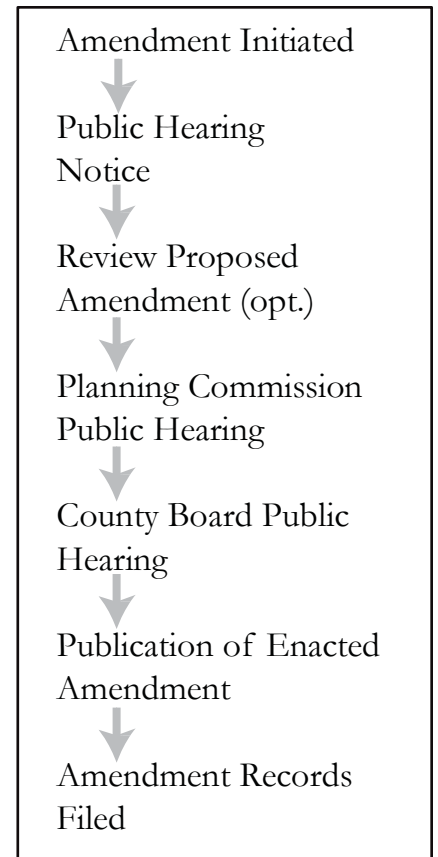 Amendment Initiated
Public Hearing
Notice
Review Proposed
Amendment (opt.)
Planning Commission
Public Hearing
County Board Public
Hearing
Publication of Enacted
Amendment
Amendment Records
Filed